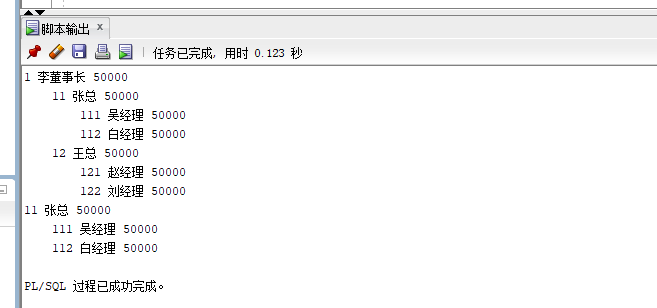 脚本输出 ×
任务已完成, 用时 0.123 秒
1 李董事长 50000
11 张总 50000
111 吴经理 50000
112 白经理 50000
12 王总 50000
121 赵经理 50000
122 刘经理 50000
11 张总 50000
111 吴经理 50000
112 白经理 50000
PL/SQL 过程已成功完成。